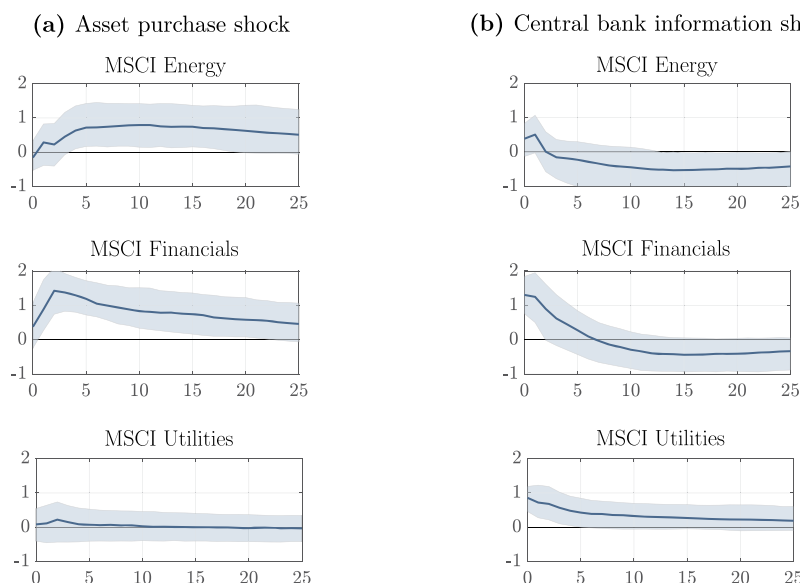 (a) Asset purchase shock
(b) Central bank information sh
MSCI Energy
2
1
0
-1
0 5 10 15 20 25
MSCI Energy
2
1
0
-1
0 5 10 15 20 25
MSCI Financials
2
1
0
-1
0 5 10 15 20 25
MSCI Financials
2
1
0
-1
0 5 10 15 20 25
MSCI Utilities
2
1
0
-1
0 5 10 15 20 25
MSCI Utilities
2
1
0
-1
0 5 10 15 20 25